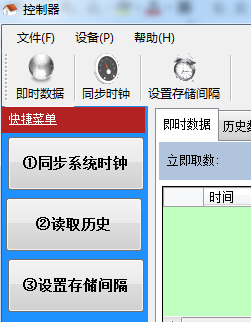 控制器
文件(F) 设备(P) 帮助(H)
即时数据 同步时钟 设置存储间隔
快捷菜单
①同步系统时钟
②读取历史
③设置存储间隔
即时数据 历史数
立即取数:
时间